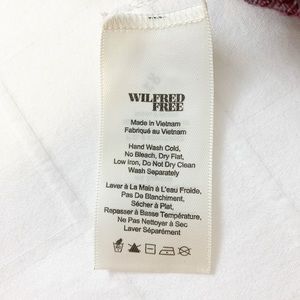 WILFRED
FREE
Made in Vietnam
Fabriqué au Vietnam
Hand Wash Cold,
No Bleach, Dry Flat,
Low iron, Do Not Dry Clean
Wash Separately
Laver à La Main à L'eau Froide,
Pas De Blanchiment,
Sécher à Plat,
Repasser à Basse Température,
Ne Pas Nettoyer à Sec
Laver Séparément